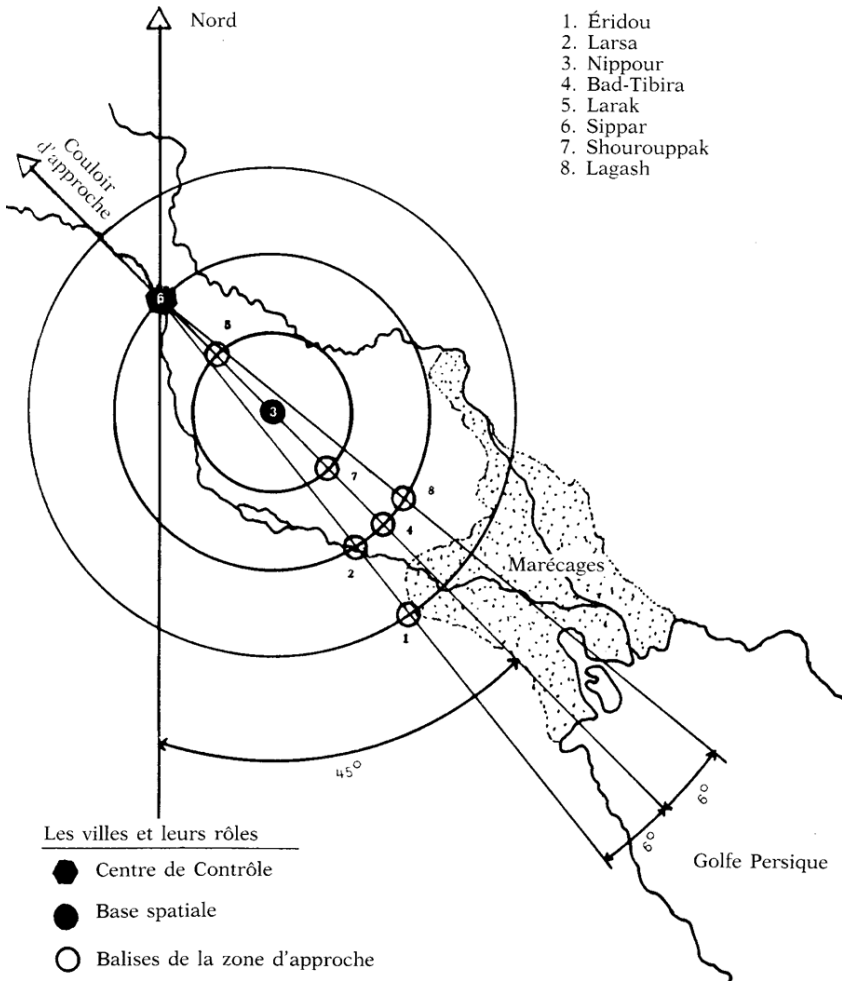 Nord
1. Éridou
2. Larsa
3. Nippour
4. Bad-Tibira
5. Larak
6. Sippar
7. Shourouppak
8. Lagash
Couloir
d'approche
6
5
3
7
8
4
2
1
Marécages
45°
6°
6°
Golfe Persique
Les villes et leurs rôles
Centre de Contrôle
Base spatiale
Balises de la zone d'approche